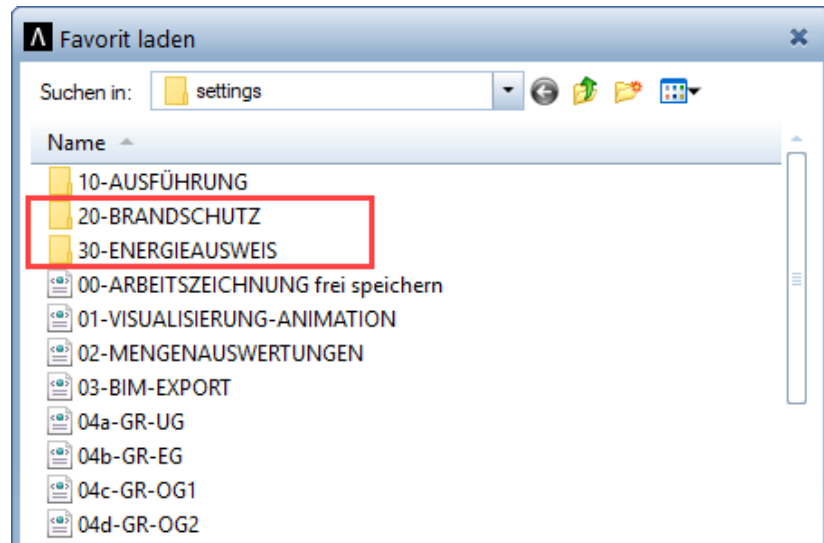 Favorit laden
Suchen in: settings
Name
10-AUSFÜHRUNG
20-BRANDSCHUTZ
30-ENERGIEAUSWEIS
00-ARBEITSZEICHNUNG frei speichern
01-VISUALISIERUNG-ANIMATION
02-MENGENAUSWERTUNGEN
03-BIM-EXPORT
04a-GR-UG
04b-GR-EG
04c-GR-OG1
04d-GR-OG2